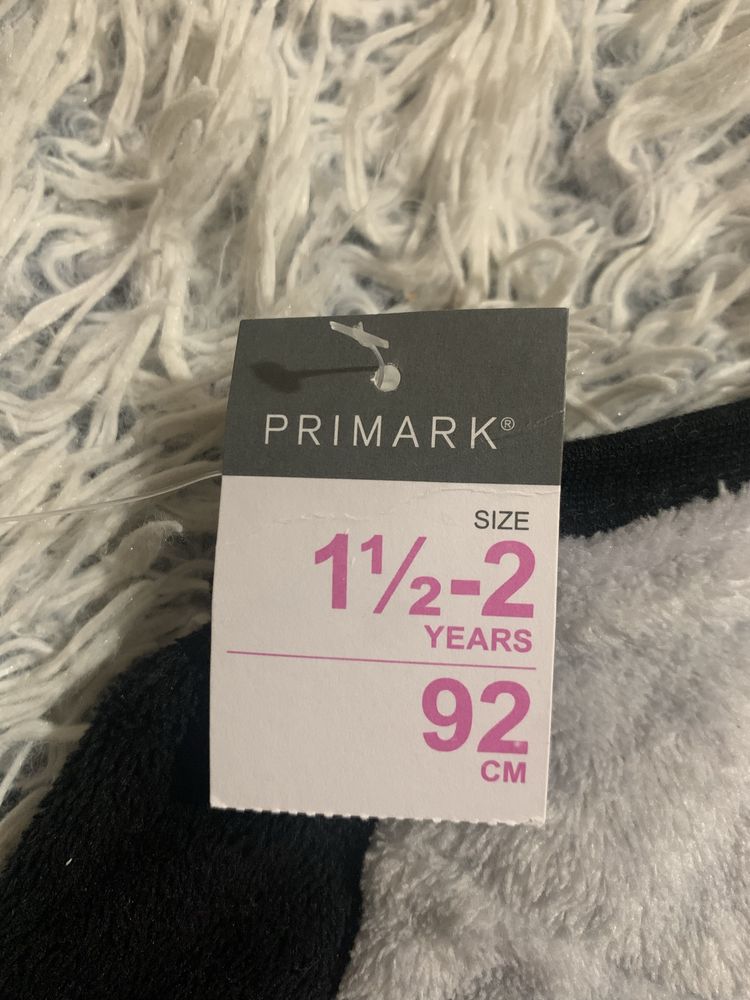 PRIMARK®
SIZE
1½-2
YEARS
92
CM